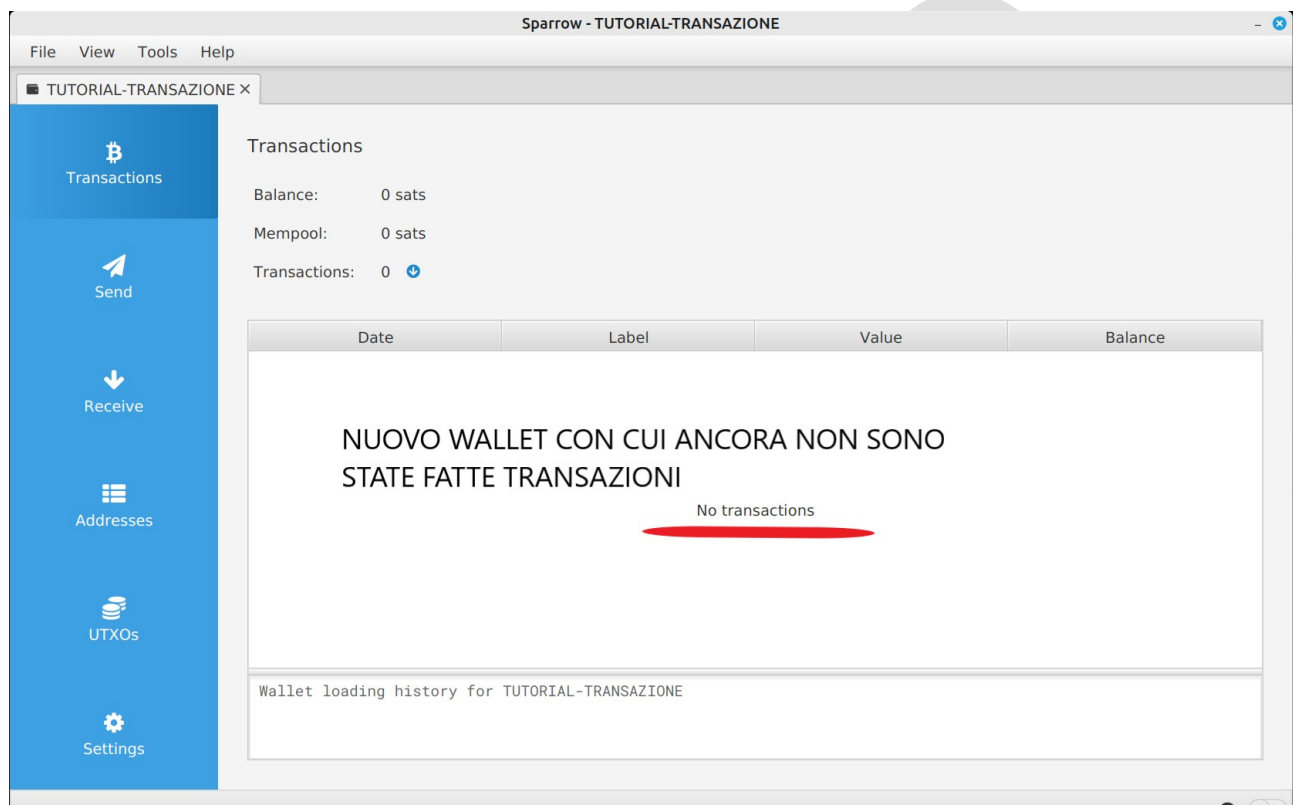 Sparrow - TUTORIAL-TRANSAZIONE
File View Tools Help
TUTORIAL-TRANSAZIONE
Transactions
Send
Receive
Addresses
UTXOs
Settings
Transactions
Balance: 0 sats
Mempool: 0 sats
Transactions: 0
Date Label Value Balance
NUOVO WALLET CON CUI ANCORA NON SONO
STATE FATTE TRANSAZIONI
No transactions
Wallet loading history for TUTORIAL-TRANSAZIONE